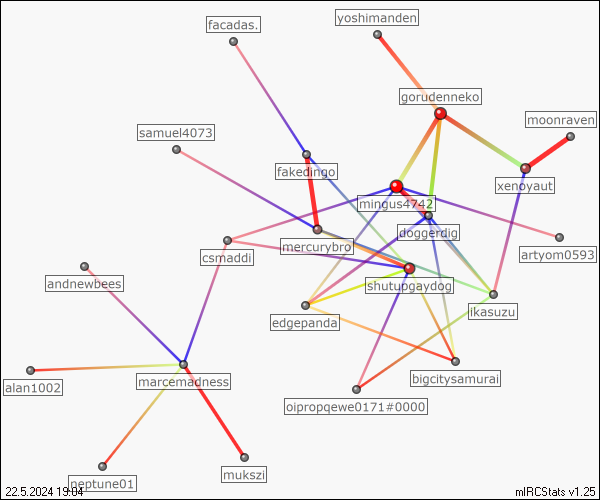 yoshimanden
facadas.
gorudenneko
moonraven
samuel4073
fakedingo
xenoyaut
mingus4742
doggerdig
mercurybro
csmaddi
artyom0593
andnewbees
shutupgaydog
ikasuzu
edgepanda
bigcitysamurai
marcemadness
alan1002
oipropqewe0171#0000
mukszi
neptune01
22.5.2024 19:04
mIRCStats v1.25